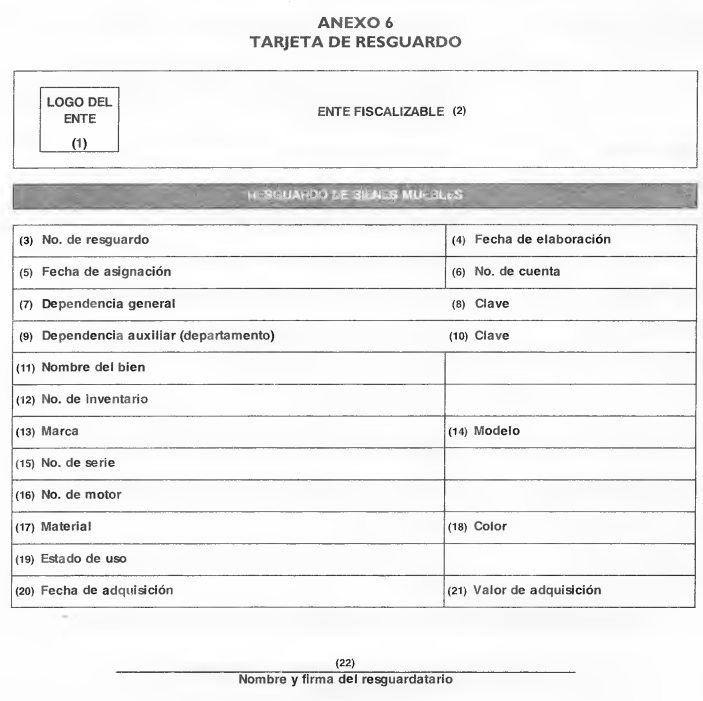 ANEXO 6
TARJETA DE RESGUARDO
LOGO DEL
ENTE
(1)
ENTE FISCALIZABLE (2)
RESGUARDO DE BIENES MUEBLES
(3) No. de resguardo
(4) Fecha de elaboración
(5) Fecha de asignación
(6) No. de cuenta
(7) Dependencia general
(8) Clave
(9) Dependencia auxiliar (departamento)
(10) Clave
(11) Nombre del bien
(12) No. de Inventario
(13) Marca
(14) Modelo
(15) No. de serie
(16) No. de motor
(17) Material
(18) Color
(19) Estado de uso
(20) Fecha de adquisición
(21) Valor de adquisición
(22)
Nombre y firma del resguardatario